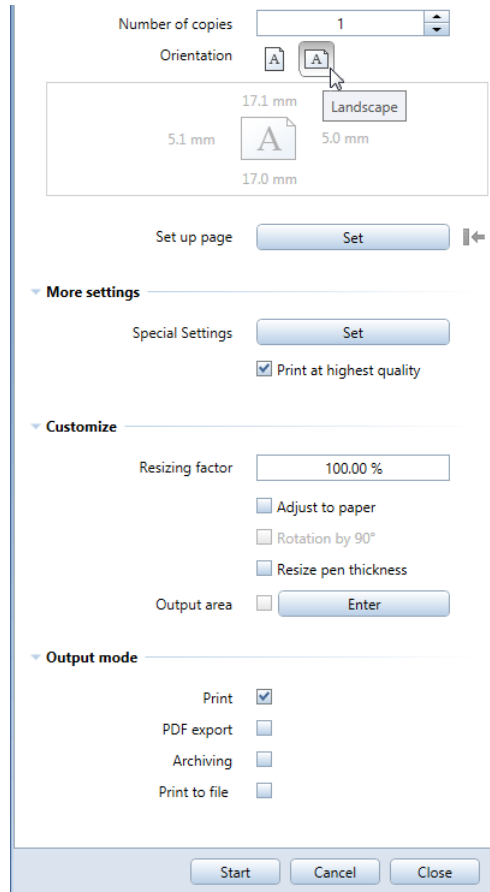 Number of copies 1
Orientation A A
Landscape
17.1 mm
5.1 mm A 5.0 mm
17.0 mm
Set up page Set
More settings
Special Settings Set
Print at highest quality
Customize
Resizing factor 100.00 %
Adjust to paper
Rotation by 90°
Resize pen thickness
Output area Enter
Output mode
Print
PDF export
Archiving
Print to file
Start Cancel Close